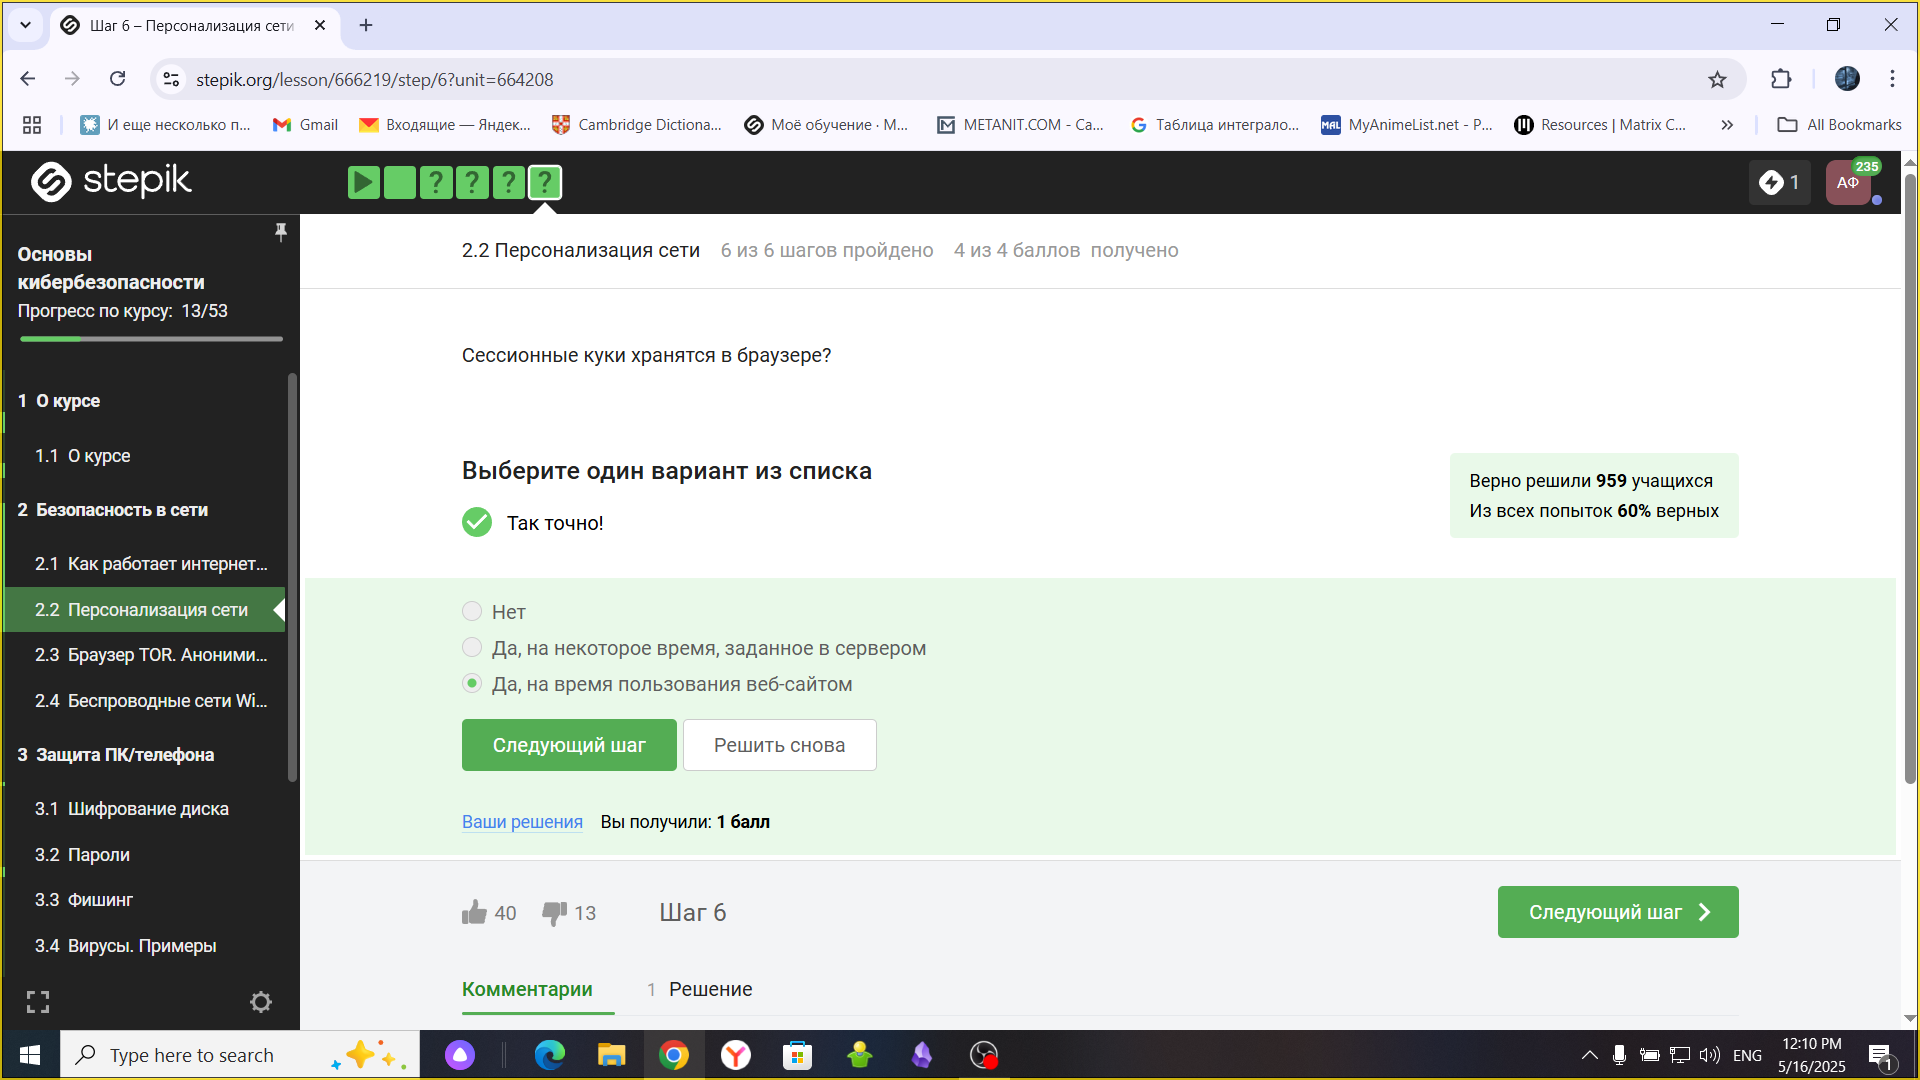 Шаг 6 – Персонализация сети
stepik.org/lesson/666219/step/6?unit=664208
И еще несколько п...
Gmail
Входящие — Яндек...
Cambridge Dictiona...
Моё обучение · М...
METANIT.COM - Са...
Таблица интеграло...
MAL
MyAnimeList.net - P...
Resources | Matrix C...
All Bookmarks
stepik
? ? ? ?
1
АФ
235
Основы
кибербезопасности
Прогресс по курсу: 13/53
1 О курсе
1.1 О курсе
2 Безопасность в сети
2.1 Как работает интернет...
2.2 Персонализация сети
2.3 Браузер TOR. Аноними...
2.4 Беспроводные сети Wi...
3 Защита ПК/телефона
3.1 Шифрование диска
3.2 Пароли
3.3 Фишинг
3.4 Вирусы. Примеры
2.2 Персонализация сети 6 из 6 шагов пройдено 4 из 4 баллов получено
Сессионные куки хранятся в браузере?
Выберите один вариант из списка
Так точно!
Верно решили 959 учащихся
Из всех попыток 60% верных
Нет
Да, на некоторое время, заданное в сервером
Да, на время пользования веб-сайтом
Следующий шаг
Решить снова
Ваши решения Вы получили: 1 балл
40 13 Шаг 6
Следующий шаг
Комментарии
1 Решение
Type here to search
ENG
12:10 PM
5/16/2025
1